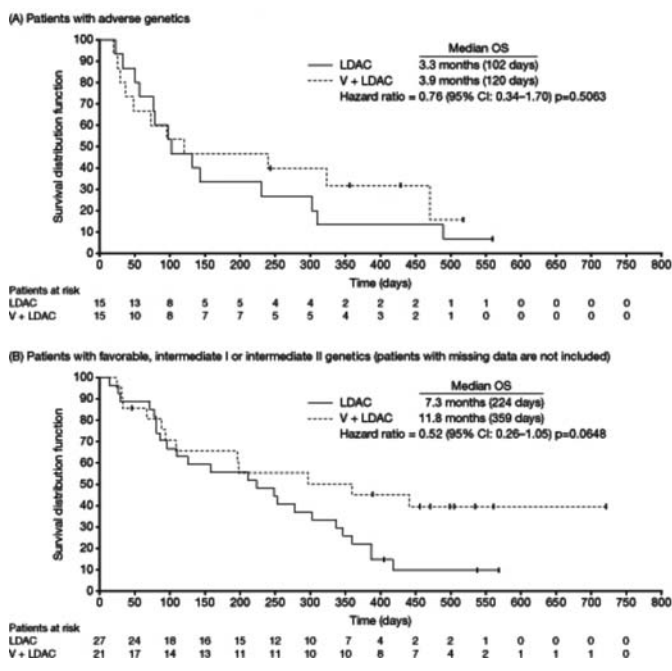 (A) Patients with adverse genetics
Median OS
LDAC 3.3 months (102 days)
V + LDAC 3.9 months (120 days)
Hazard ratio = 0.76 (95% CI: 0.34–1.70) p=0.5063
Survival distribution function
100
90
80
70
60
50
40
30
20
10
0
0 50 100 150 200 250 300 350 400 450 500 550 600 650 700 750 800
Time (days)
Patients at risk
LDAC 15 13 8 5 5 4 4 2 2 2 1 1 0 0 0 0
V + LDAC 15 10 8 7 7 5 5 4 3 2 1 0 0 0 0 0
(B) Patients with favorable, intermediate I or intermediate II genetics (patients with missing data are not included)
Median OS
LDAC 7.3 months (224 days)
V + LDAC 11.8 months (359 days)
Hazard ratio = 0.52 (95% CI: 0.26–1.05) p=0.0648
Survival distribution function
100
90
80
70
60
50
40
30
20
10
0
0 50 100 150 200 250 300 350 400 450 500 550 600 650 700 750 800
Time (days)
Patients at risk
LDAC 27 24 18 16 15 12 10 7 4 2 2 1 0 0 0 0
V + LDAC 21 17 14 13 11 11 10 10 8 7 4 2 1 1 1 0